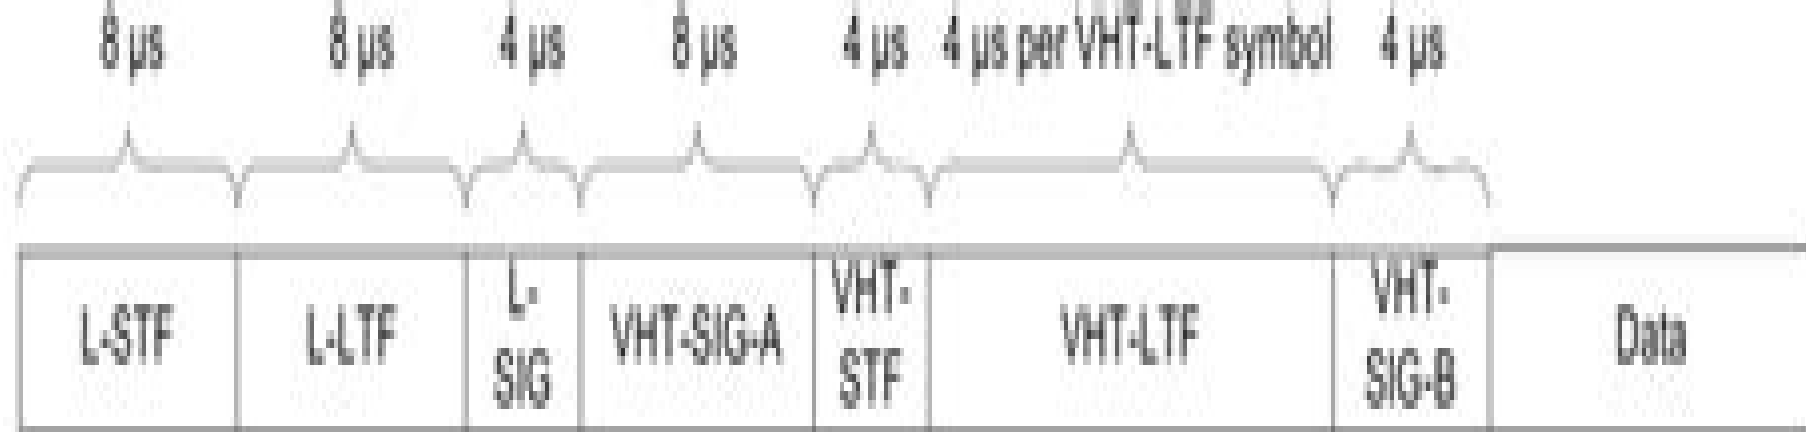 8 µs 8 µs 4 µs 8 µs 4 µs 4 µs per VHT-LTF symbol 4 µs
L-STF
L-LTF
L-
SIG
VHT-SIG-A
VHT-
STF
VHT-LTF
VHT-
SIG-B
Data